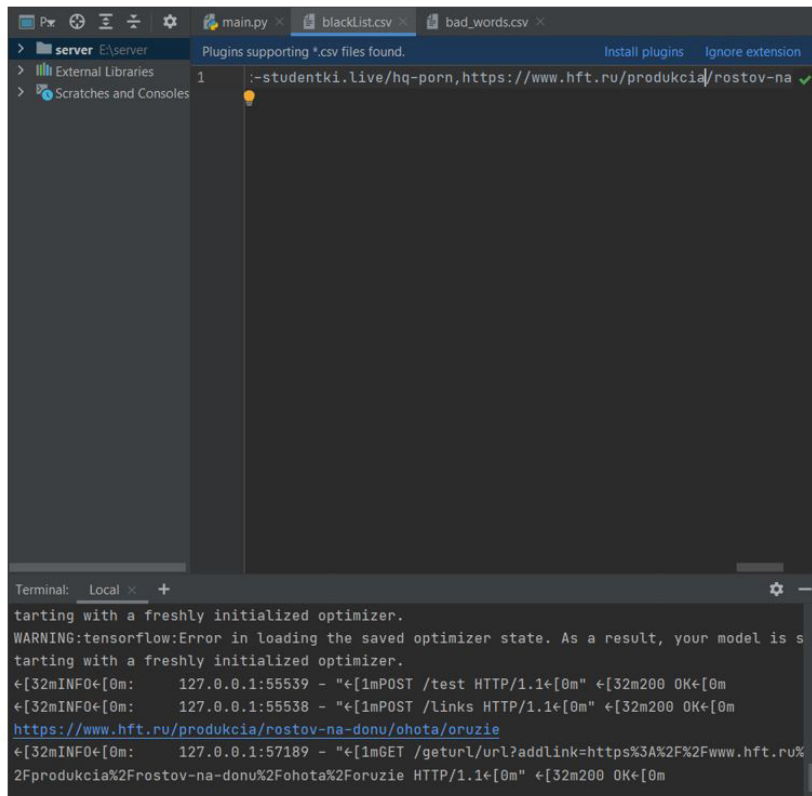 P
main.py
blackList.csv
bad_words.csv
server E:\server
Plugins supporting *.csv files found.
Install plugins
Ignore extension
External Libraries
Scratches and Consoles
1
:-studentki.live/hq-porn,https://www.hft.ru/produkcia/rostov-na
Terminal:
Local
+
tarting with a freshly initialized optimizer.
WARNING:tensorflow:Error in loading the saved optimizer state. As a result, your model is s
tarting with a freshly initialized optimizer.
←[32mINFO←[0m:     127.0.0.1:55539 - "←[1mPOST /test HTTP/1.1←[0m" ←[32m200 OK←[0m
←[32mINFO←[0m:     127.0.0.1:55538 - "←[1mPOST /links HTTP/1.1←[0m" ←[32m200 OK←[0m
https://www.hft.ru/produkcia/rostov-na-donu/ohota/oruzie
←[32mINFO←[0m:     127.0.0.1:57189 - "←[1mGET /geturl/url?addlink=https%3A%2F%2Fwww.hft.ru%
2Fprodukcia%2Frostov-na-donu%2Fohota%2Foruzie HTTP/1.1←[0m" ←[32m200 OK←[0m